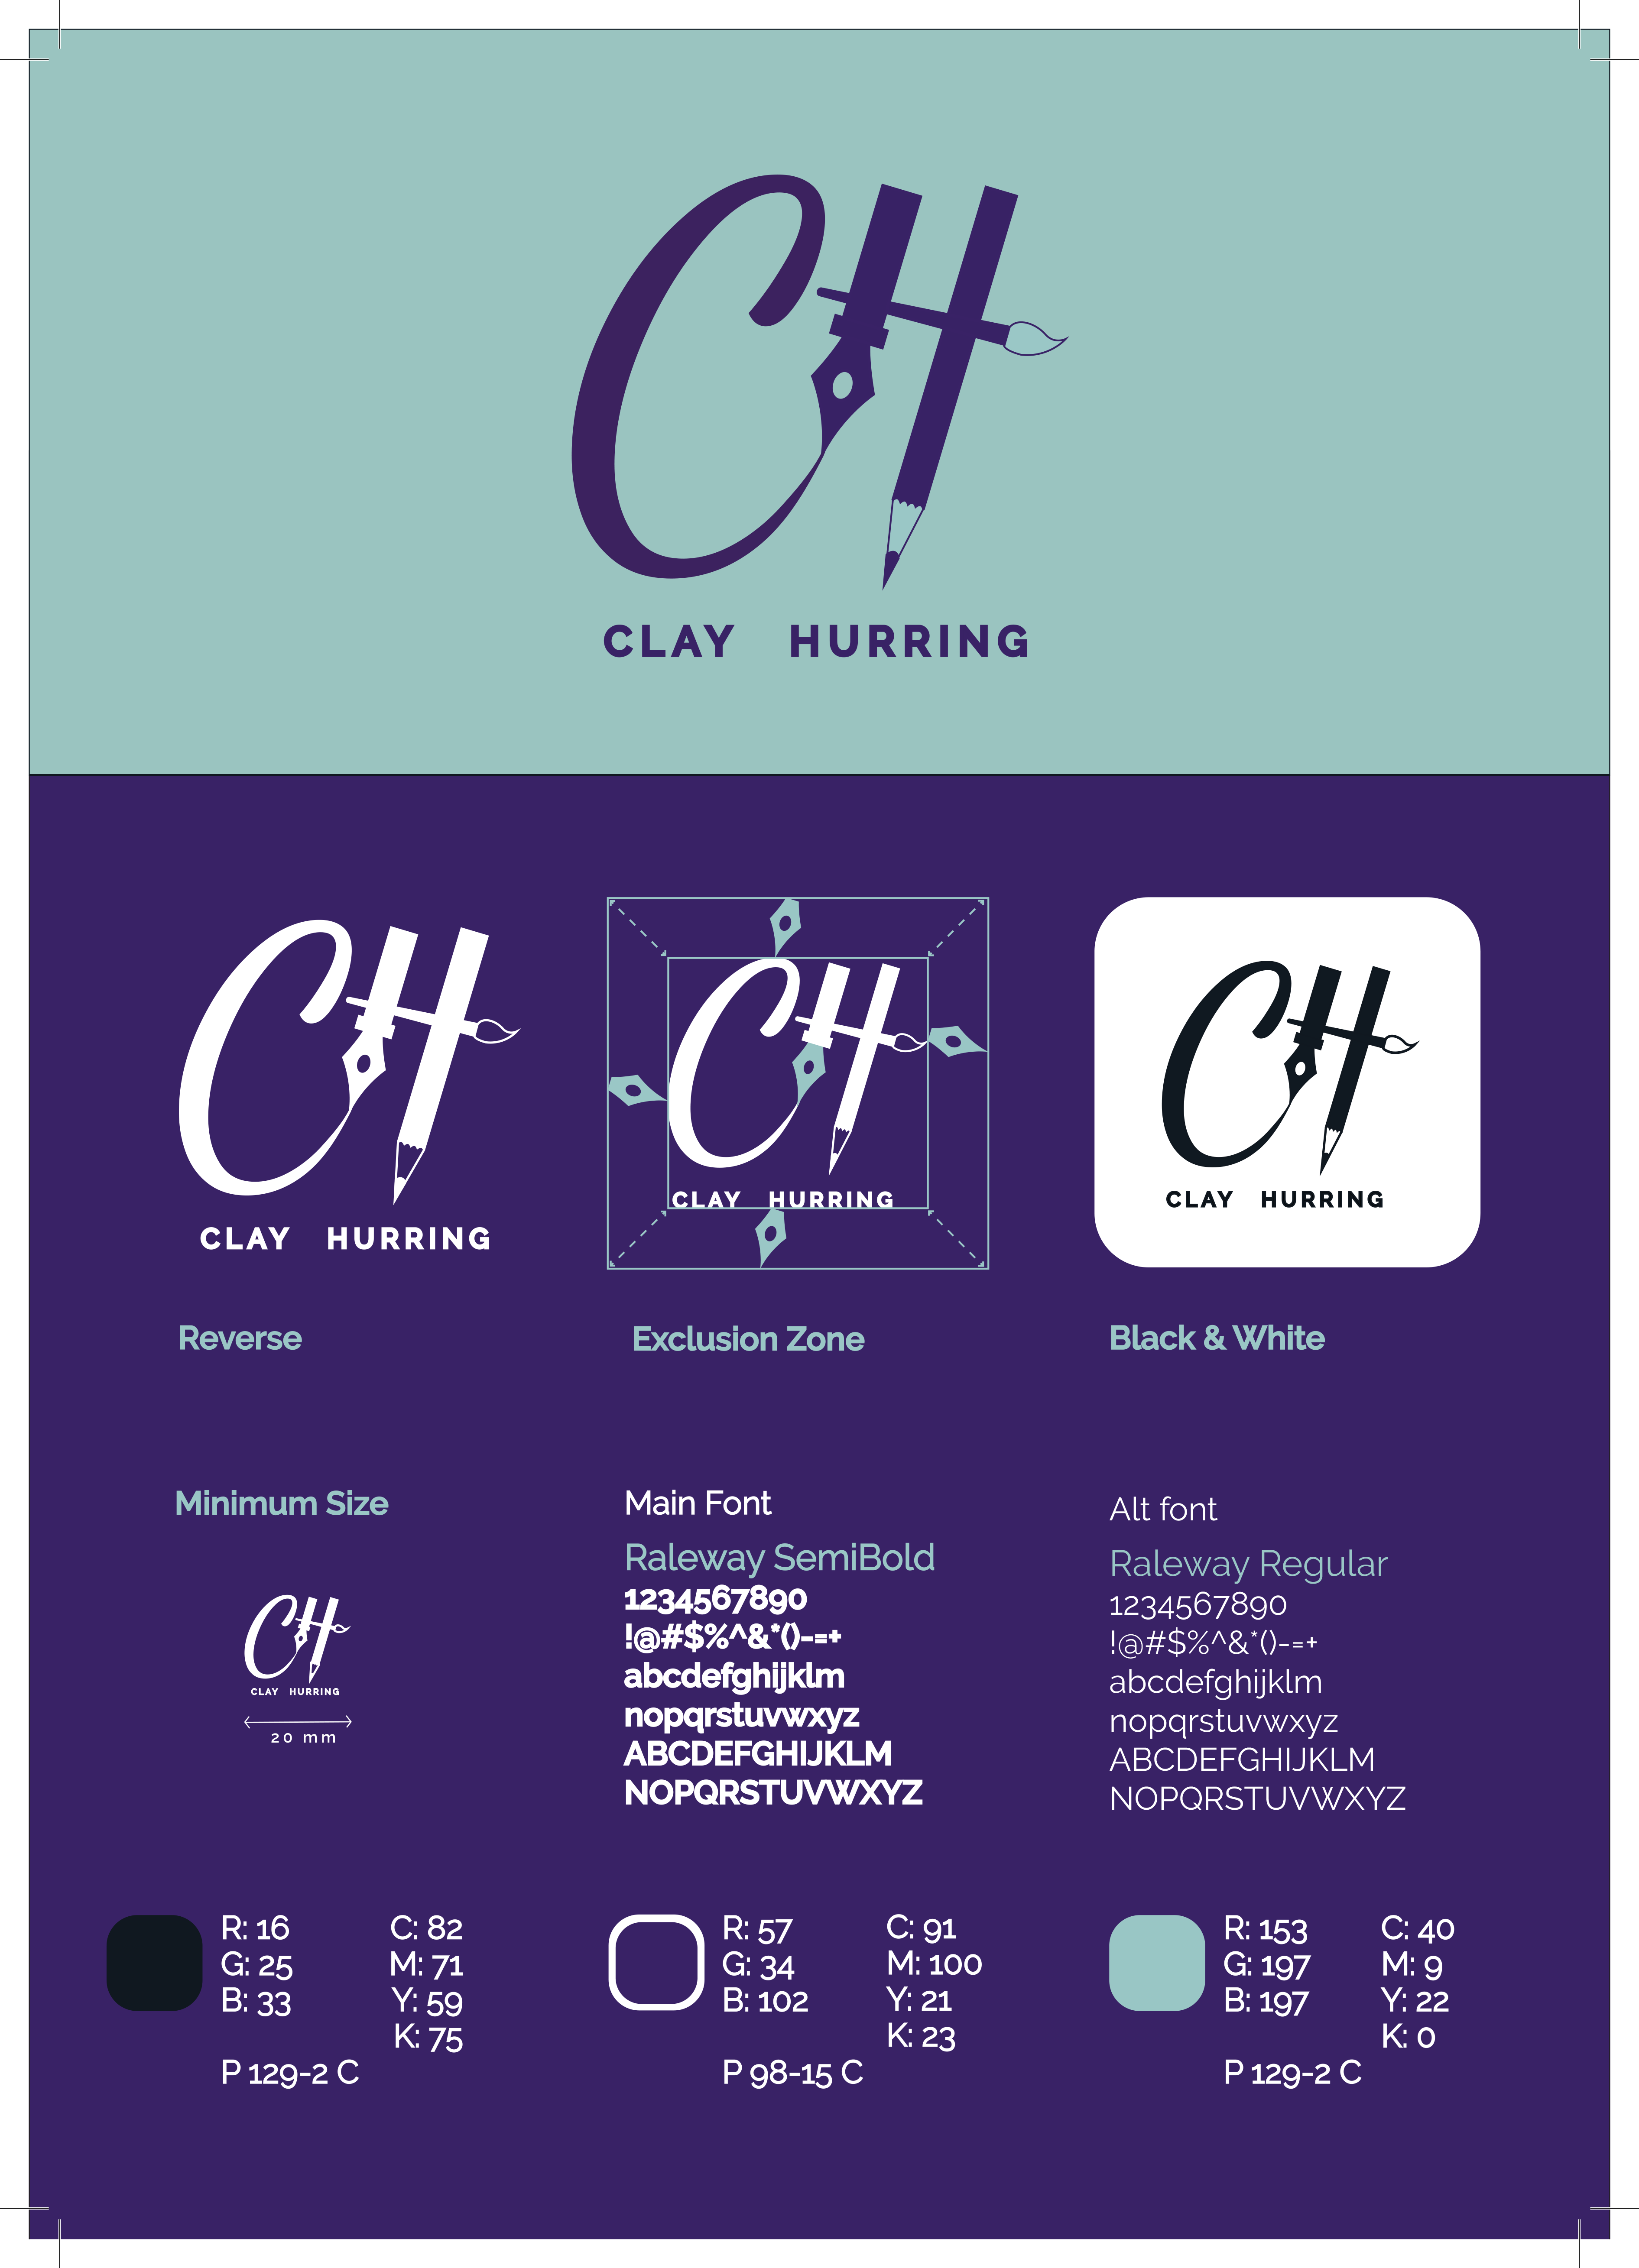 CH
CLAY HURRING
CH
CLAY HURRING
CH
CLAY HURRING
CH
CLAY HURRING
Reverse
Exclusion Zone
Black & White
Minimum Size
CH
CLAY HURRING
20 mm
Main Font
Raleway SemiBold
1234567890
!@#$%^&*()-=+
abcdefghijklm
nopqrstuvwxyz
ABCDEFGHIJKLM
NOPQRSTUVWXYZ
Alt font
Raleway Regular
1234567890
!@#$%^&*()-=+
abcdefghijklm
nopqrstuvwxyz
ABCDEFGHIJKLM
NOPQRSTUVWXYZ
R: 16
G: 25
B: 33
C: 82
M: 71
Y: 59
K: 75
P 129-2 C
R: 57
G: 34
B: 102
C: 91
M: 100
Y: 21
K: 23
P 98-15 C
R: 153
G: 197
B: 197
C: 40
M: 9
Y: 22
K: 0
P 129-2 C